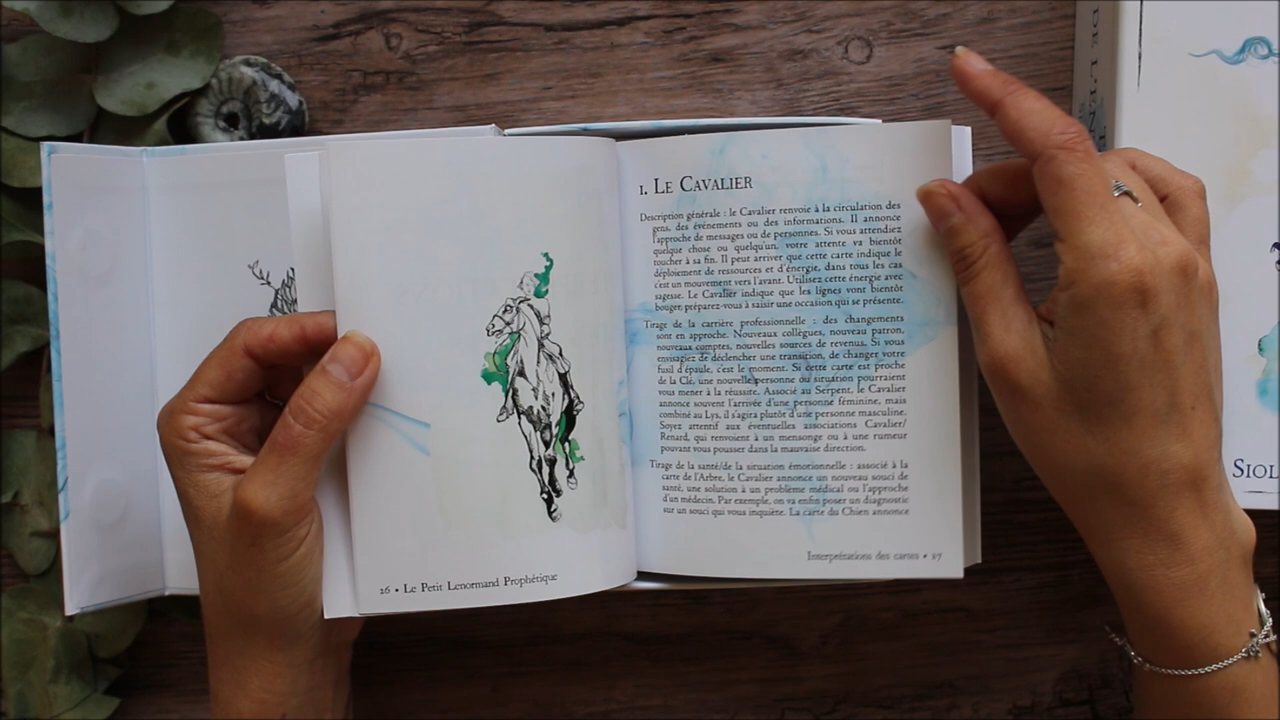 26 • Le Petit Lenormand Prophétique
1. Le Cavalier
Description générale : le Cavalier renvoie à la circulation des
gens, des événements ou des informations. Il annonce
l'approche de messages ou de personnes. Si vous attendiez
quelque chose ou quelqu'un, votre attente va bientôt
toucher à sa fin. Il peut arriver que cette carte indique le
déploiement de ressources et d'énergie, dans tous les cas
c'est un mouvement vers l'avant. Utilisez cette énergie avec
sagesse. Le Cavalier indique que les lignes vont bientôt
bouger, préparez-vous à saisir une occasion qui se présente.
Tirage de la carrière professionnelle : des changements
sont en approche. Nouveaux collègues, nouveau patron,
nouveaux comptes, nouvelles sources de revenus. Si vous
envisagiez de déclencher une transition, de changer votre
fusil d'épaule, c'est le moment. Si cette carte est proche
de la Clé, une nouvelle personne ou situation pourraient
vous mener à la réussite. Associé au Serpent, le Cavalier
annonce souvent l'arrivée d'une personne féminine, mais
combiné au Lys, il s'agira plutôt d'une personne masculine.
Soyez attentif aux éventuelles associations Cavalier/
Renard, qui renvoient à un mensonge ou à une rumeur
pouvant vous pousser dans la mauvaise direction.
Tirage de la santé/de la situation émotionnelle : associé à la
carte de l'Arbre, le Cavalier annonce un nouveau souci de
santé, une solution à un problème médical ou l'approche
d'un médecin. Par exemple, on va enfin poser un diagnostic
sur un souci qui vous inquiète. La carte du Chien annonce
Interprétations des cartes • 27
DE L'EN
SIOL